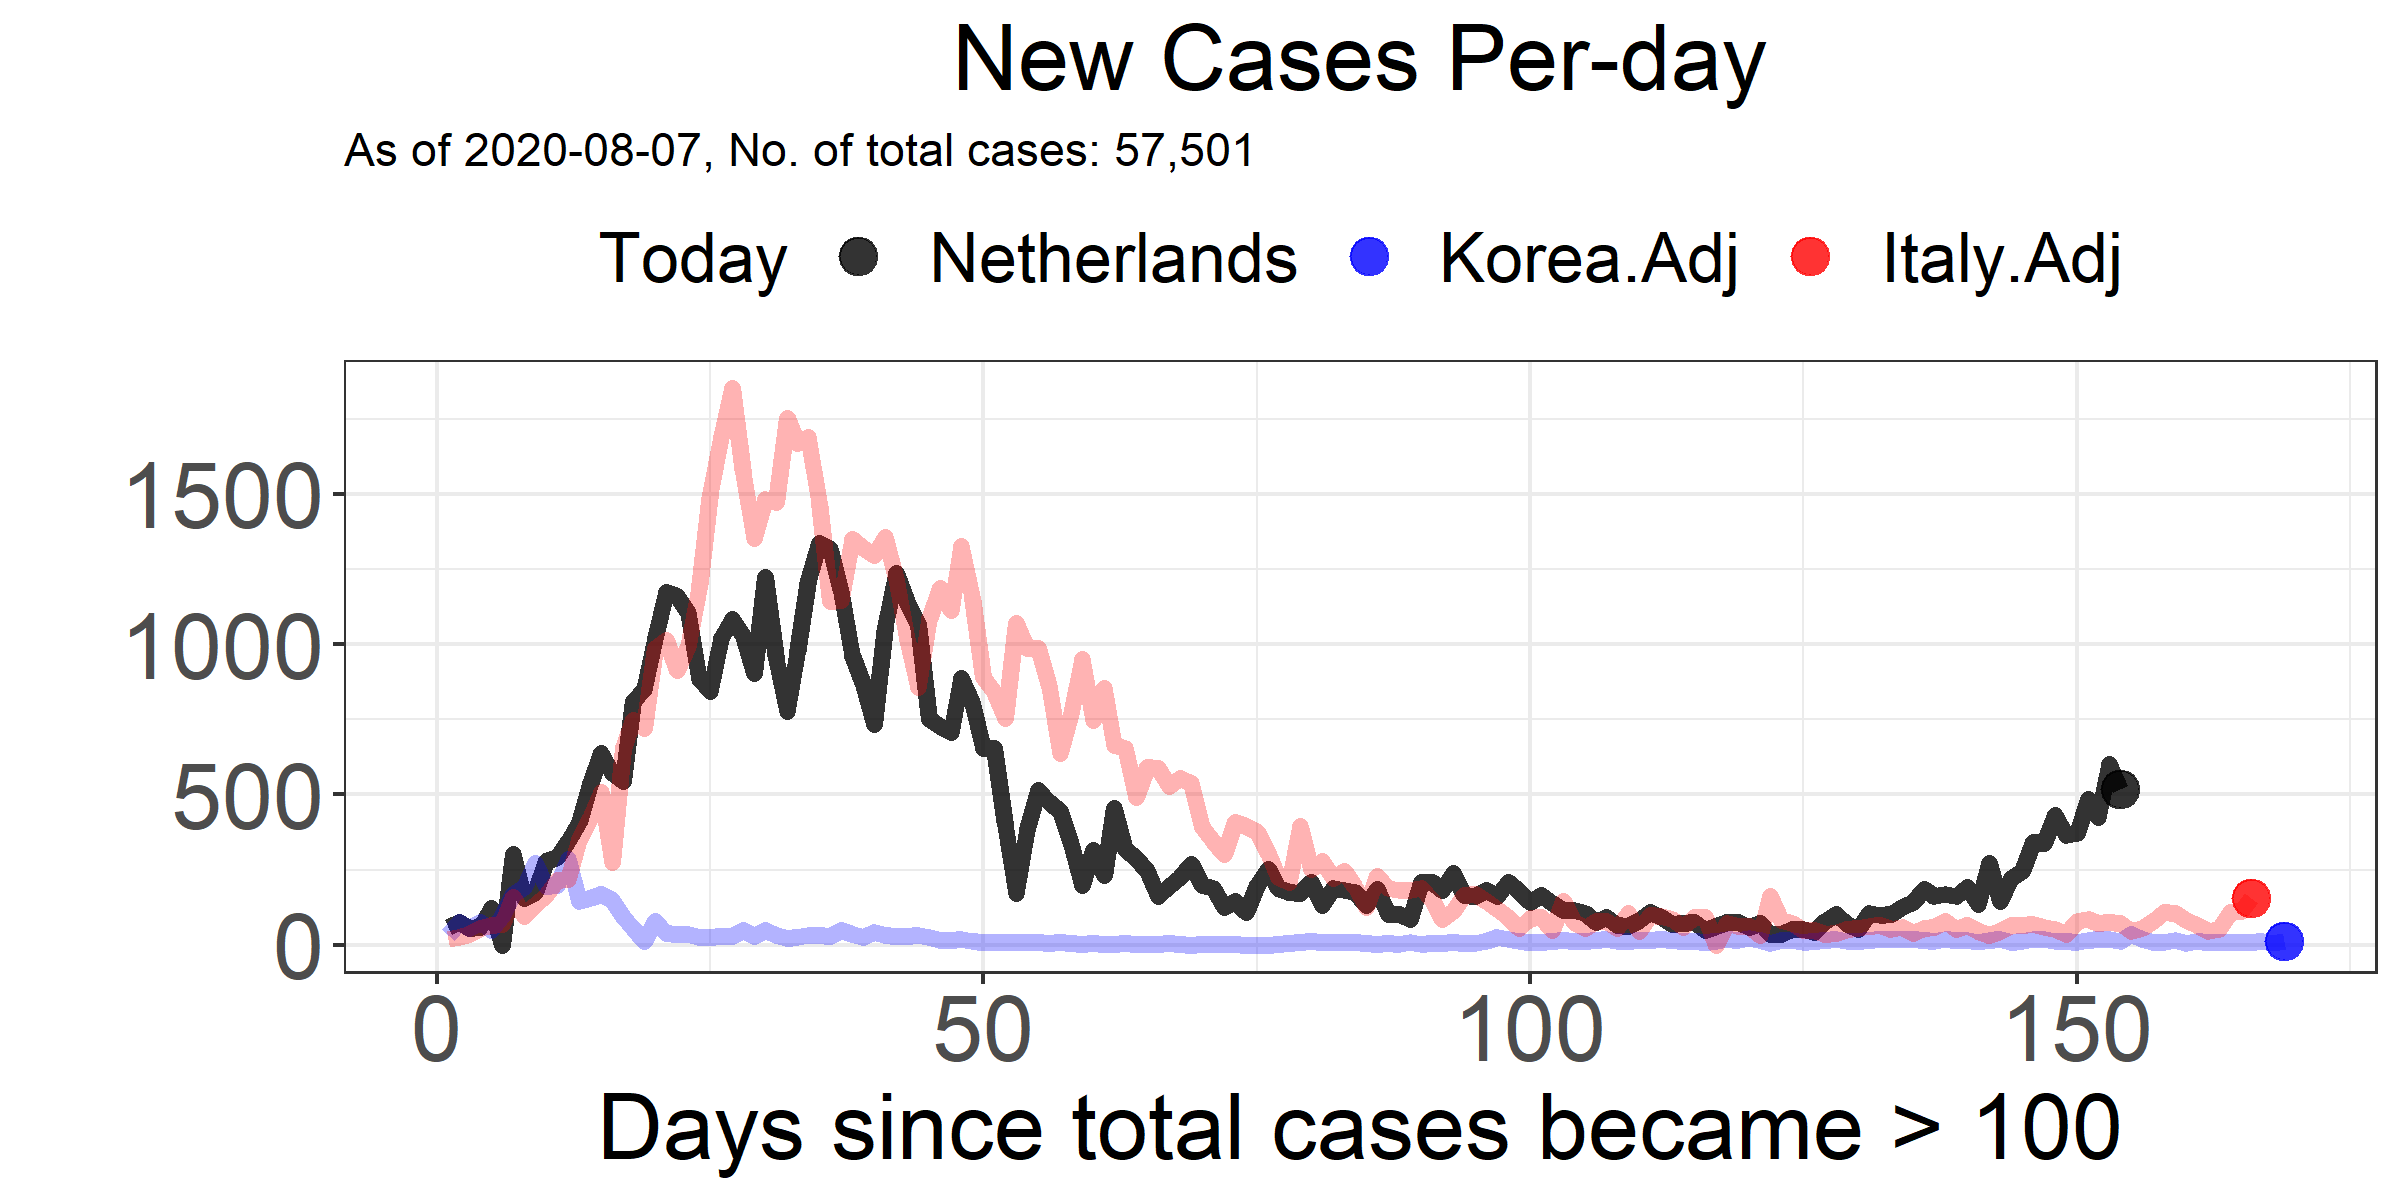 New Cases Per-day
As of 2020-08-07, No. of total cases: 57,501
Today Netherlands Korea.Adj Italy.Adj
1500
1000
500
0
0 50 100 150
Days since total cases became > 100